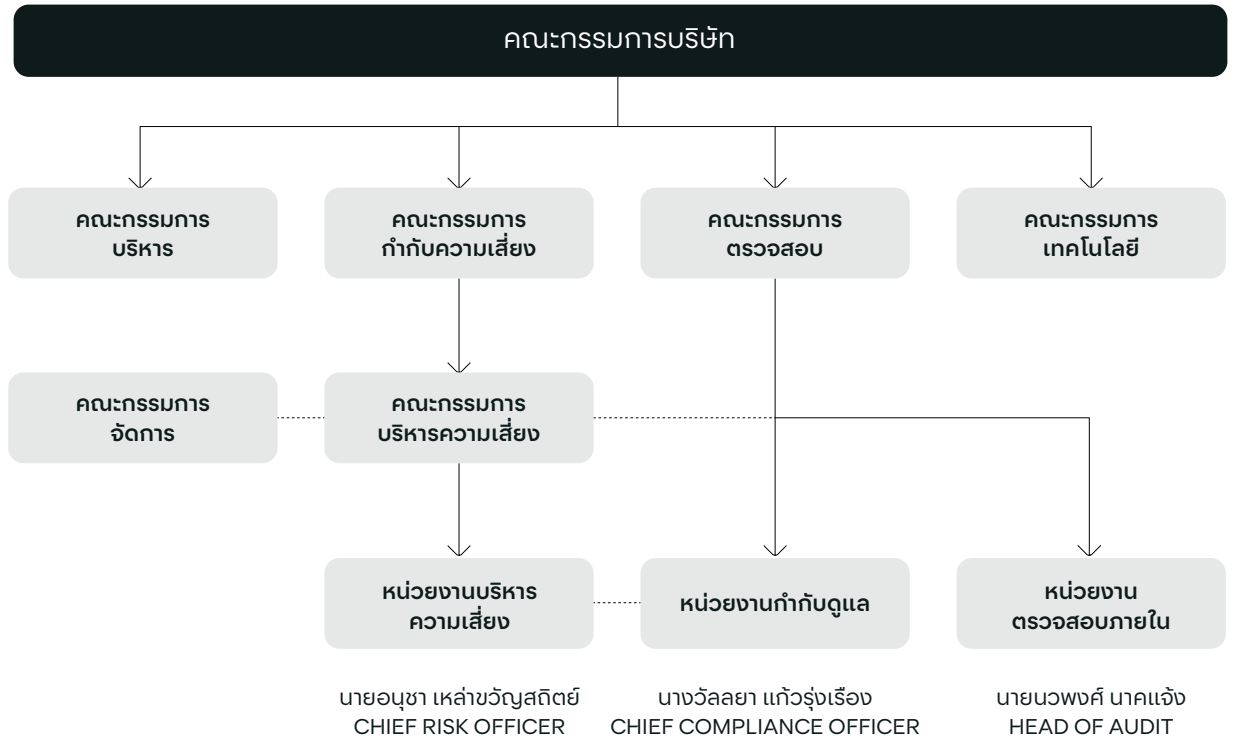 คณะกรรมการบริษัท
คณะกรรมการ
บริหาร
คณะกรรมการ
กำกับความเสี่ยง
คณะกรรมการ
ตรวจสอบ
คณะกรรมการ
เทคโนโลยี
คณะกรรมการ
จัดการ
คณะกรรมการ
บริหารความเสี่ยง
หน่วยงานบริหาร
ความเสี่ยง
หน่วยงานกำกับดูแล
หน่วยงาน
ตรวจสอบภายใน
นายอนุชา เหล่าขวัญสถิตย์
CHIEF RISK OFFICER
นางวัลลยา แก้วรุ่งเรือง
CHIEF COMPLIANCE OFFICER
นายนวพงศ์ นาคแจ้ง
HEAD OF AUDIT